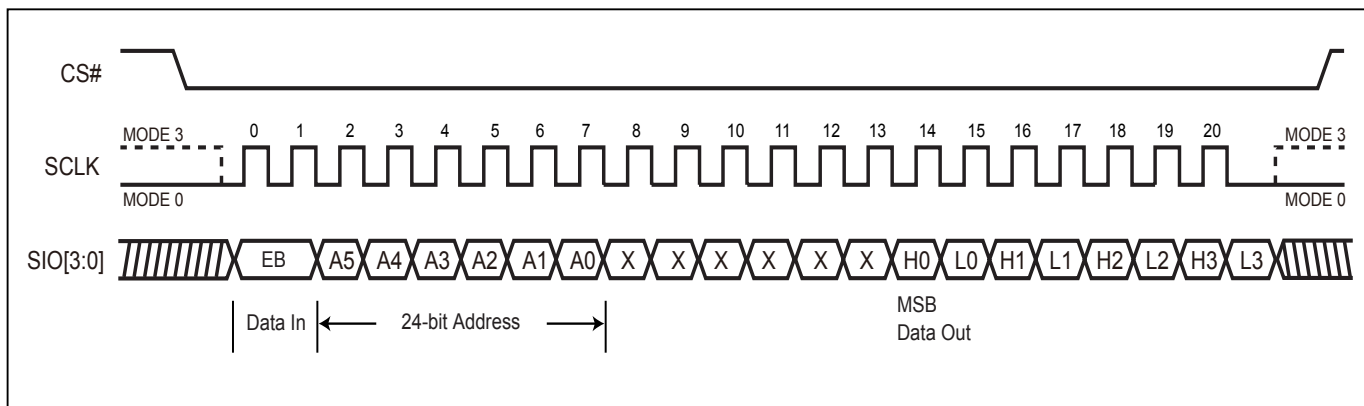 CS#
MODE 3 0 1 2 3 4 5 6 7 8 9 10 11 12 13 14 15 16 17 18 19 20 MODE 3
SCLK
MODE 0 MODE 0
SIO[3:0] EB A5 A4 A3 A2 A1 A0 X X X X X X H0 L0 H1 L1 H2 L2 H3 L3
Data In 24-bit Address MSB
Data Out